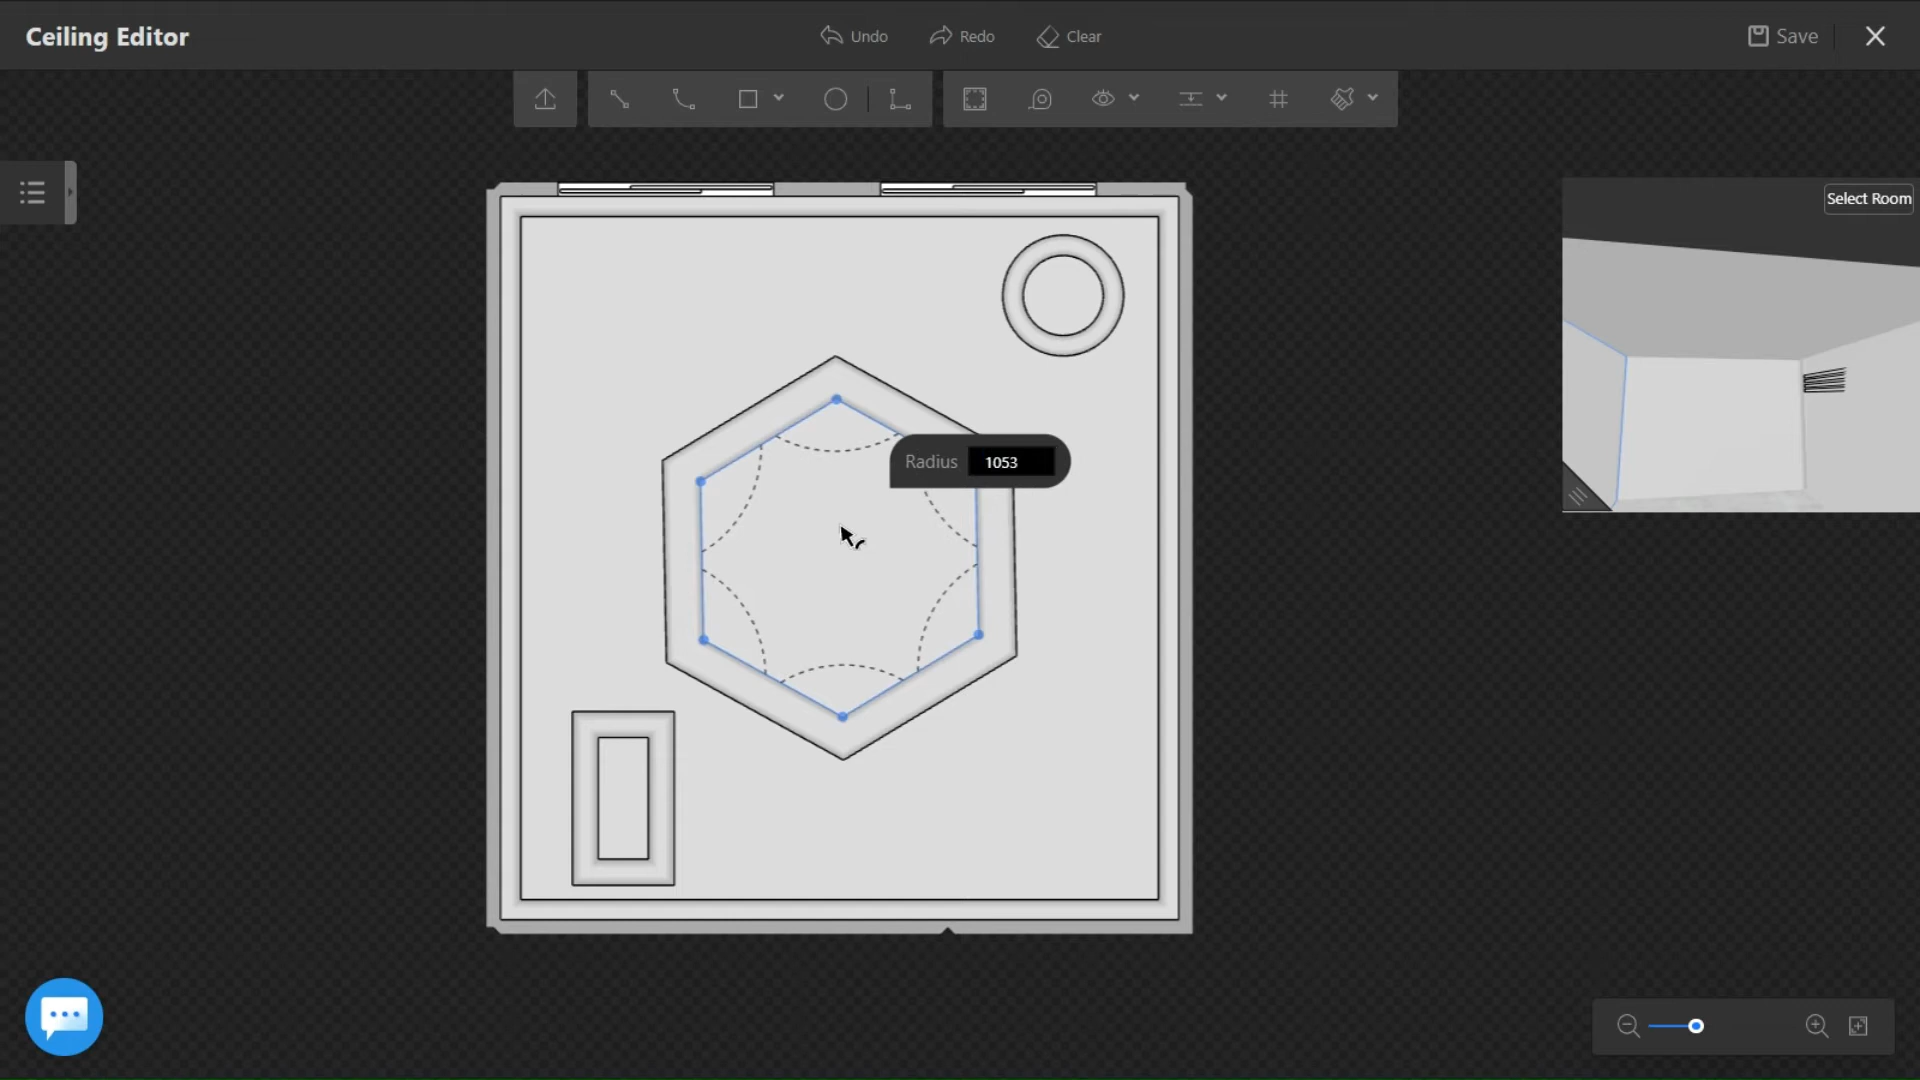 Ceiling Editor
Undo
Redo
Clear
Save
Select Room
Radius 1053